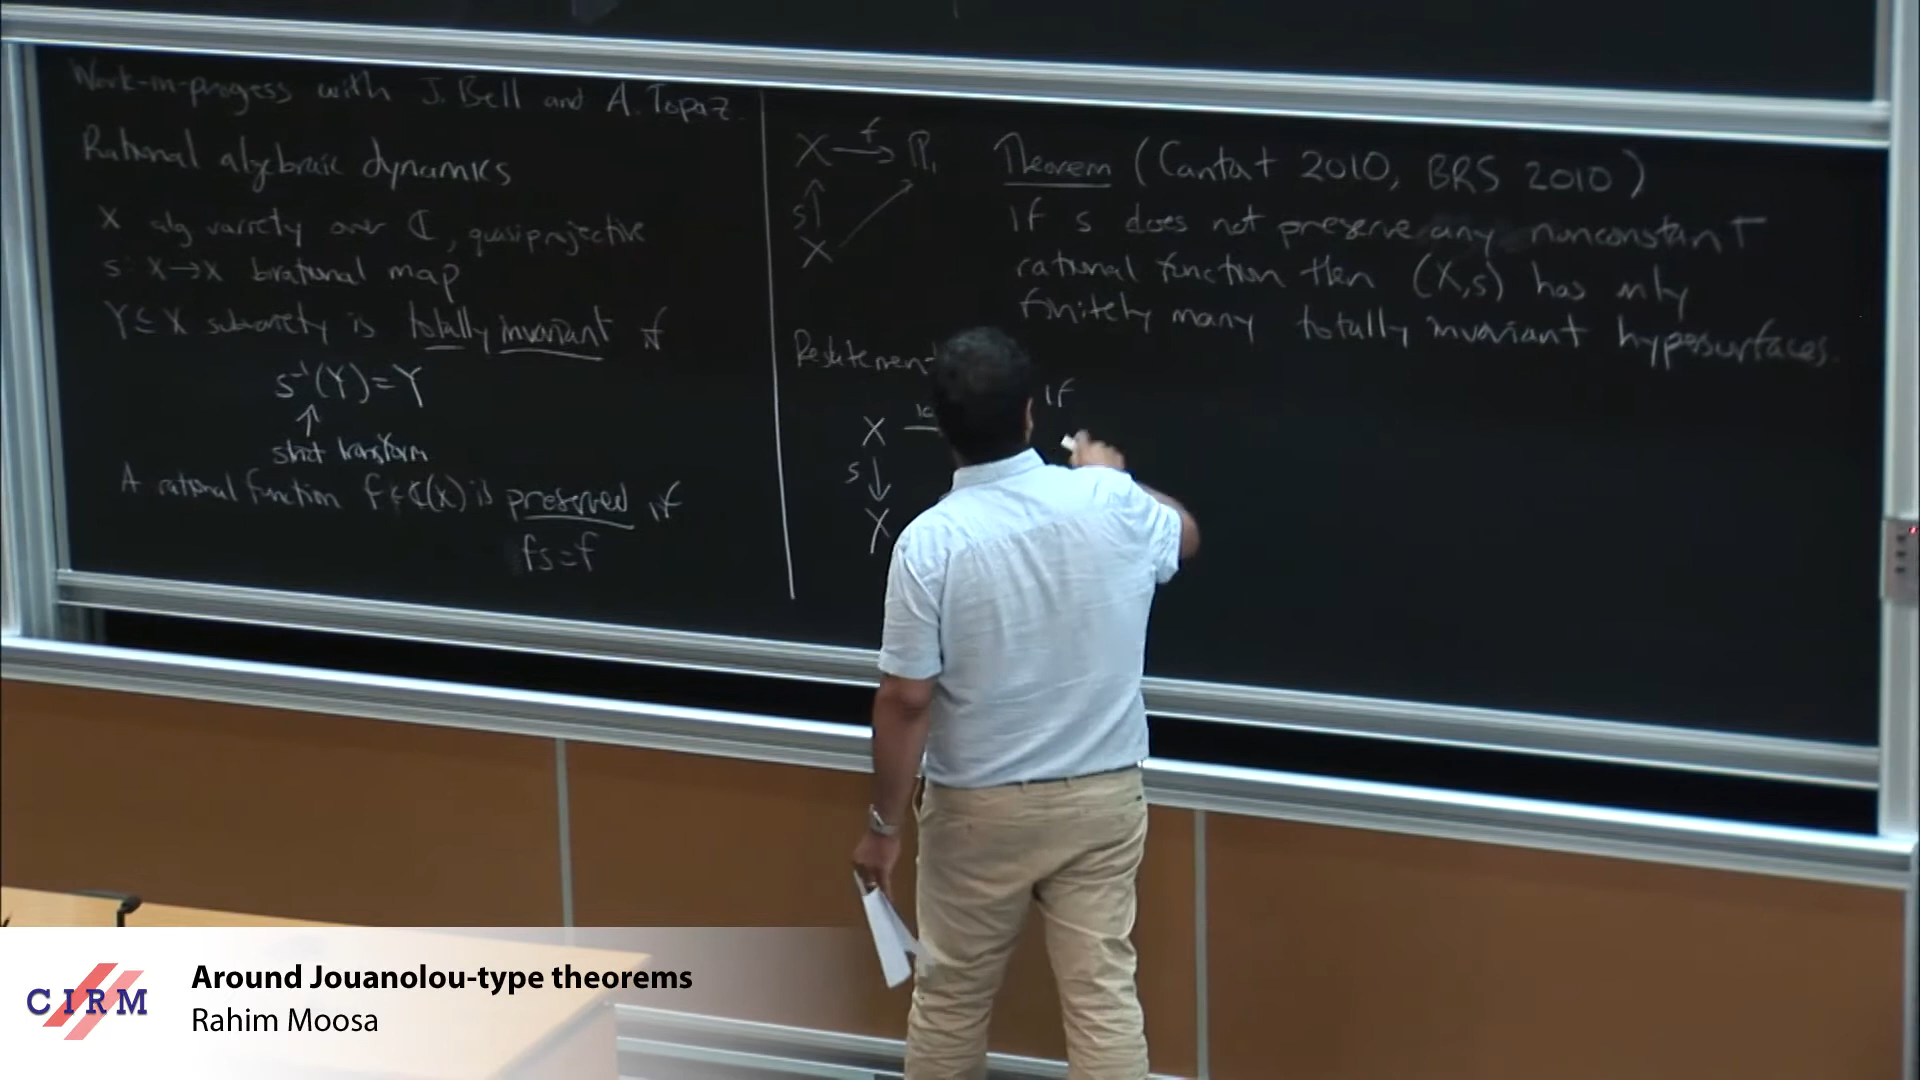 Work-in-progess with J. Bell and A. Topaz.
Rational algebraic dynamics
X alg variety over ℂ, quasiprojective
s: X→X birational map
Y⊆X subvariety is totally invariant if
s⁻¹(Y)=Y
↑
strict transform
A rational function f∈ℂ(X) is preserved if
fs=f
X →f ℙ₁
s↑
X
Theorem (Cantat 2010, BRS 2010)
If s does not preserve any nonconstant
rational function then (X,s) has only
finitely many totally invariant hypersurfaces.
X
s↓
If
CIRM
Around Jouanolou-type theorems
Rahim Moosa